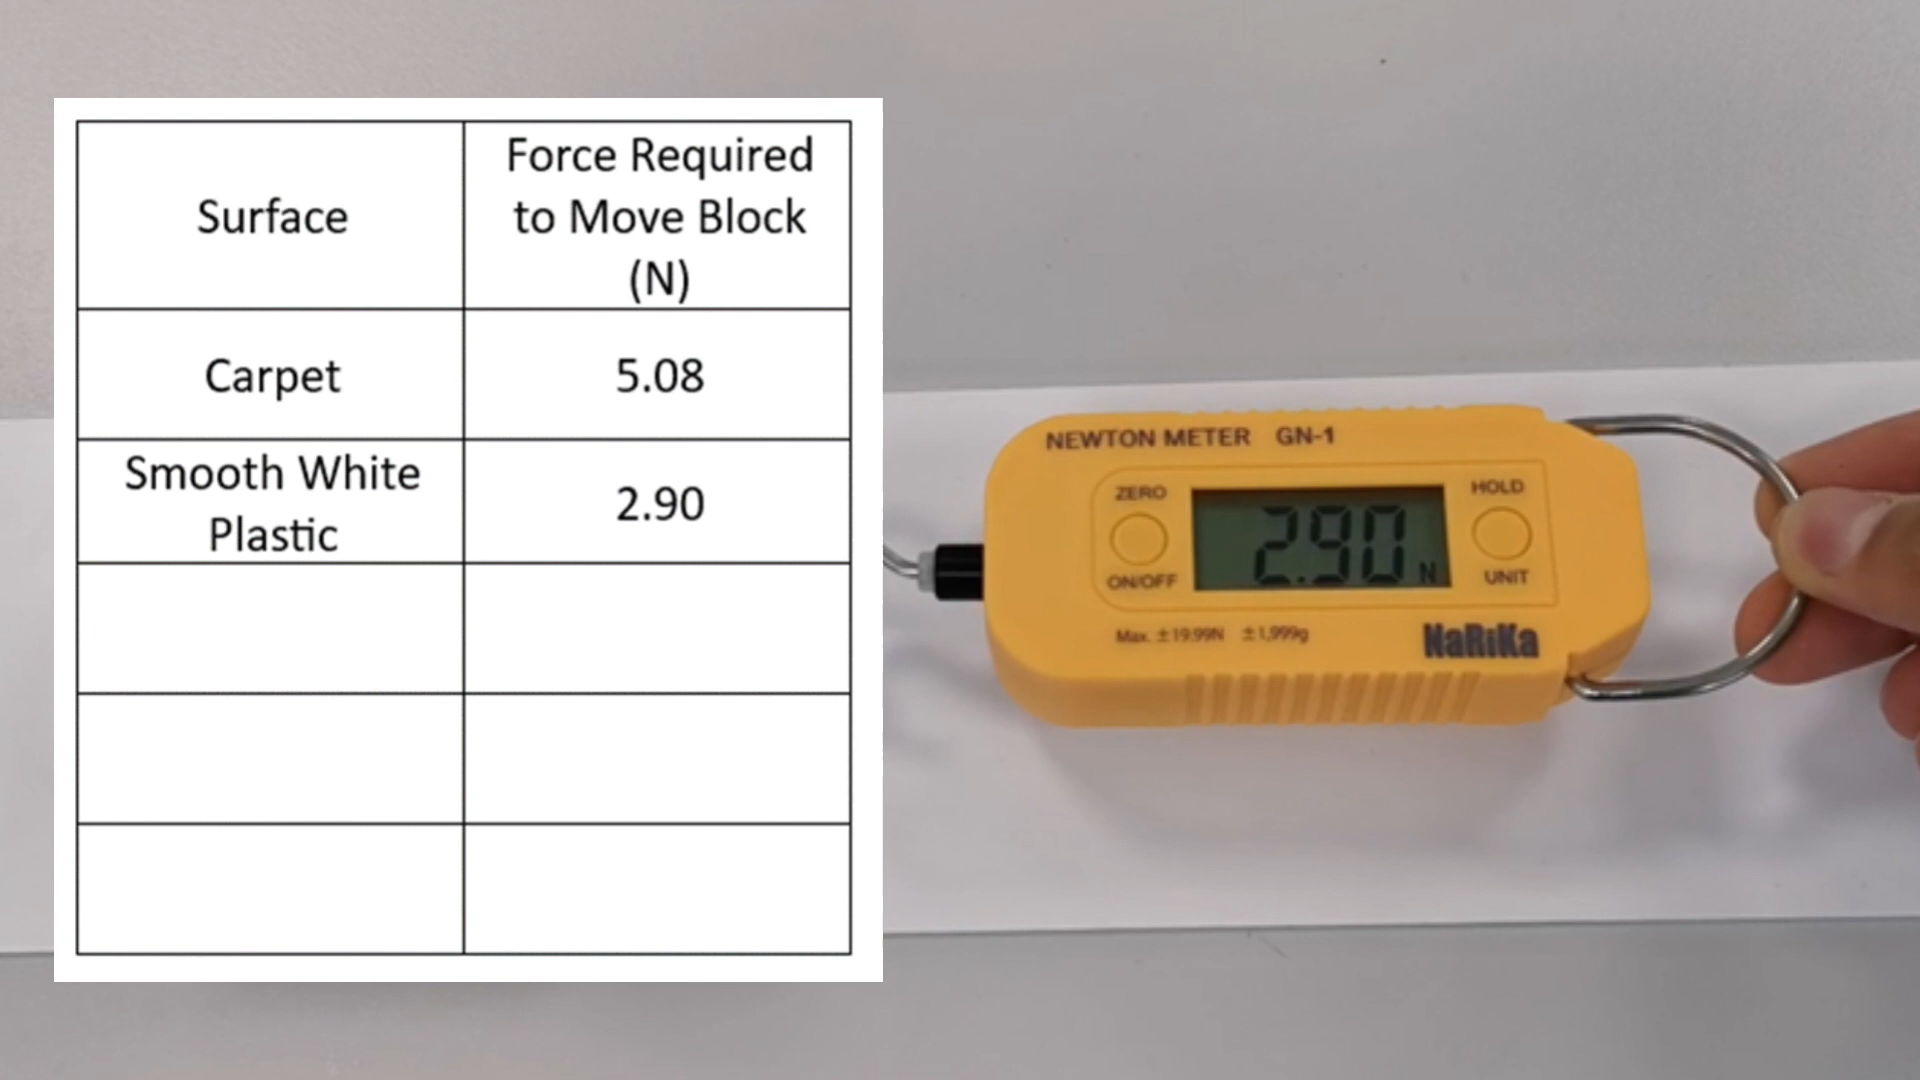 Surface
Force Required
to Move Block
(N)
Carpet
5.08
Smooth White
Plastic
2.90
NEWTON METER GN-1
ZERO
HOLD
2.90 N
ON/OFF
UNIT
Max. ±19.99N ±1,999g
NaRiKa